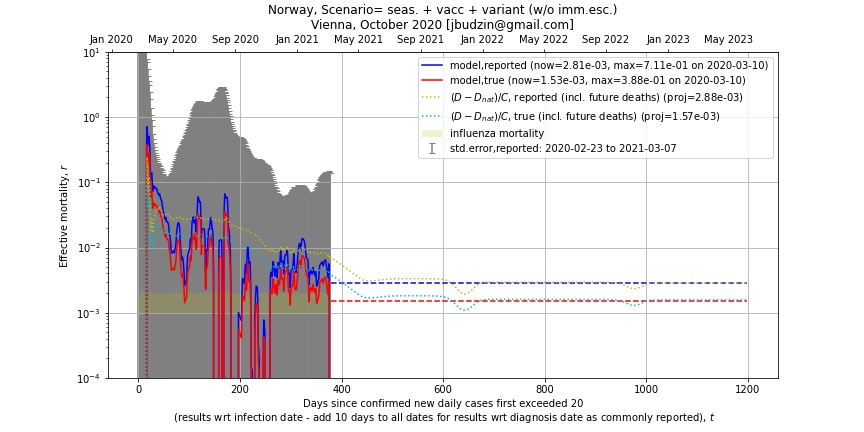 Norway, Scenario= seas. + vacc + variant (w/o imm.esc.)
Vienna, October 2020 [jbudzin@gmail.com]
Jan 2020 May 2020 Sep 2020 Jan 2021 May 2021 Sep 2021 Jan 2022 May 2022 Sep 2022 Jan 2023 May 2023
model,reported (now=2.81e-03, max=7.11e-01 on 2020-03-10)
model,true (now=1.53e-03, max=3.88e-01 on 2020-03-10)
(D − Dnat)/C, reported (incl. future deaths) (proj=2.88e-03)
(D − Dnat)/C, true (incl. future deaths) (proj=1.57e-03)
influenza mortality
std.error,reported: 2020-02-23 to 2021-03-07
Effective mortality, r
10¹
10⁰
10⁻¹
10⁻²
10⁻³
10⁻⁴
0 200 400 600 800 1000 1200
Days since confirmed new daily cases first exceeded 20
(results wrt infection date - add 10 days to all dates for results wrt diagnosis date as commonly reported), t